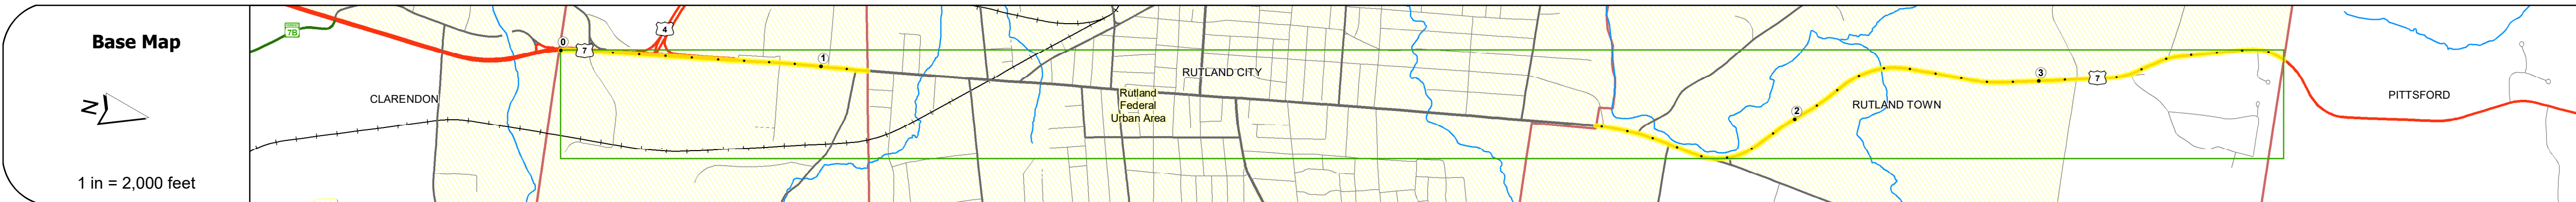 Base Map
N
1 in = 2,000 feet
7B
CLARENDON
0
7
4
1
RUTLAND CITY
Rutland
Federal
Urban Area
2
RUTLAND TOWN
3
7
PITTSFORD